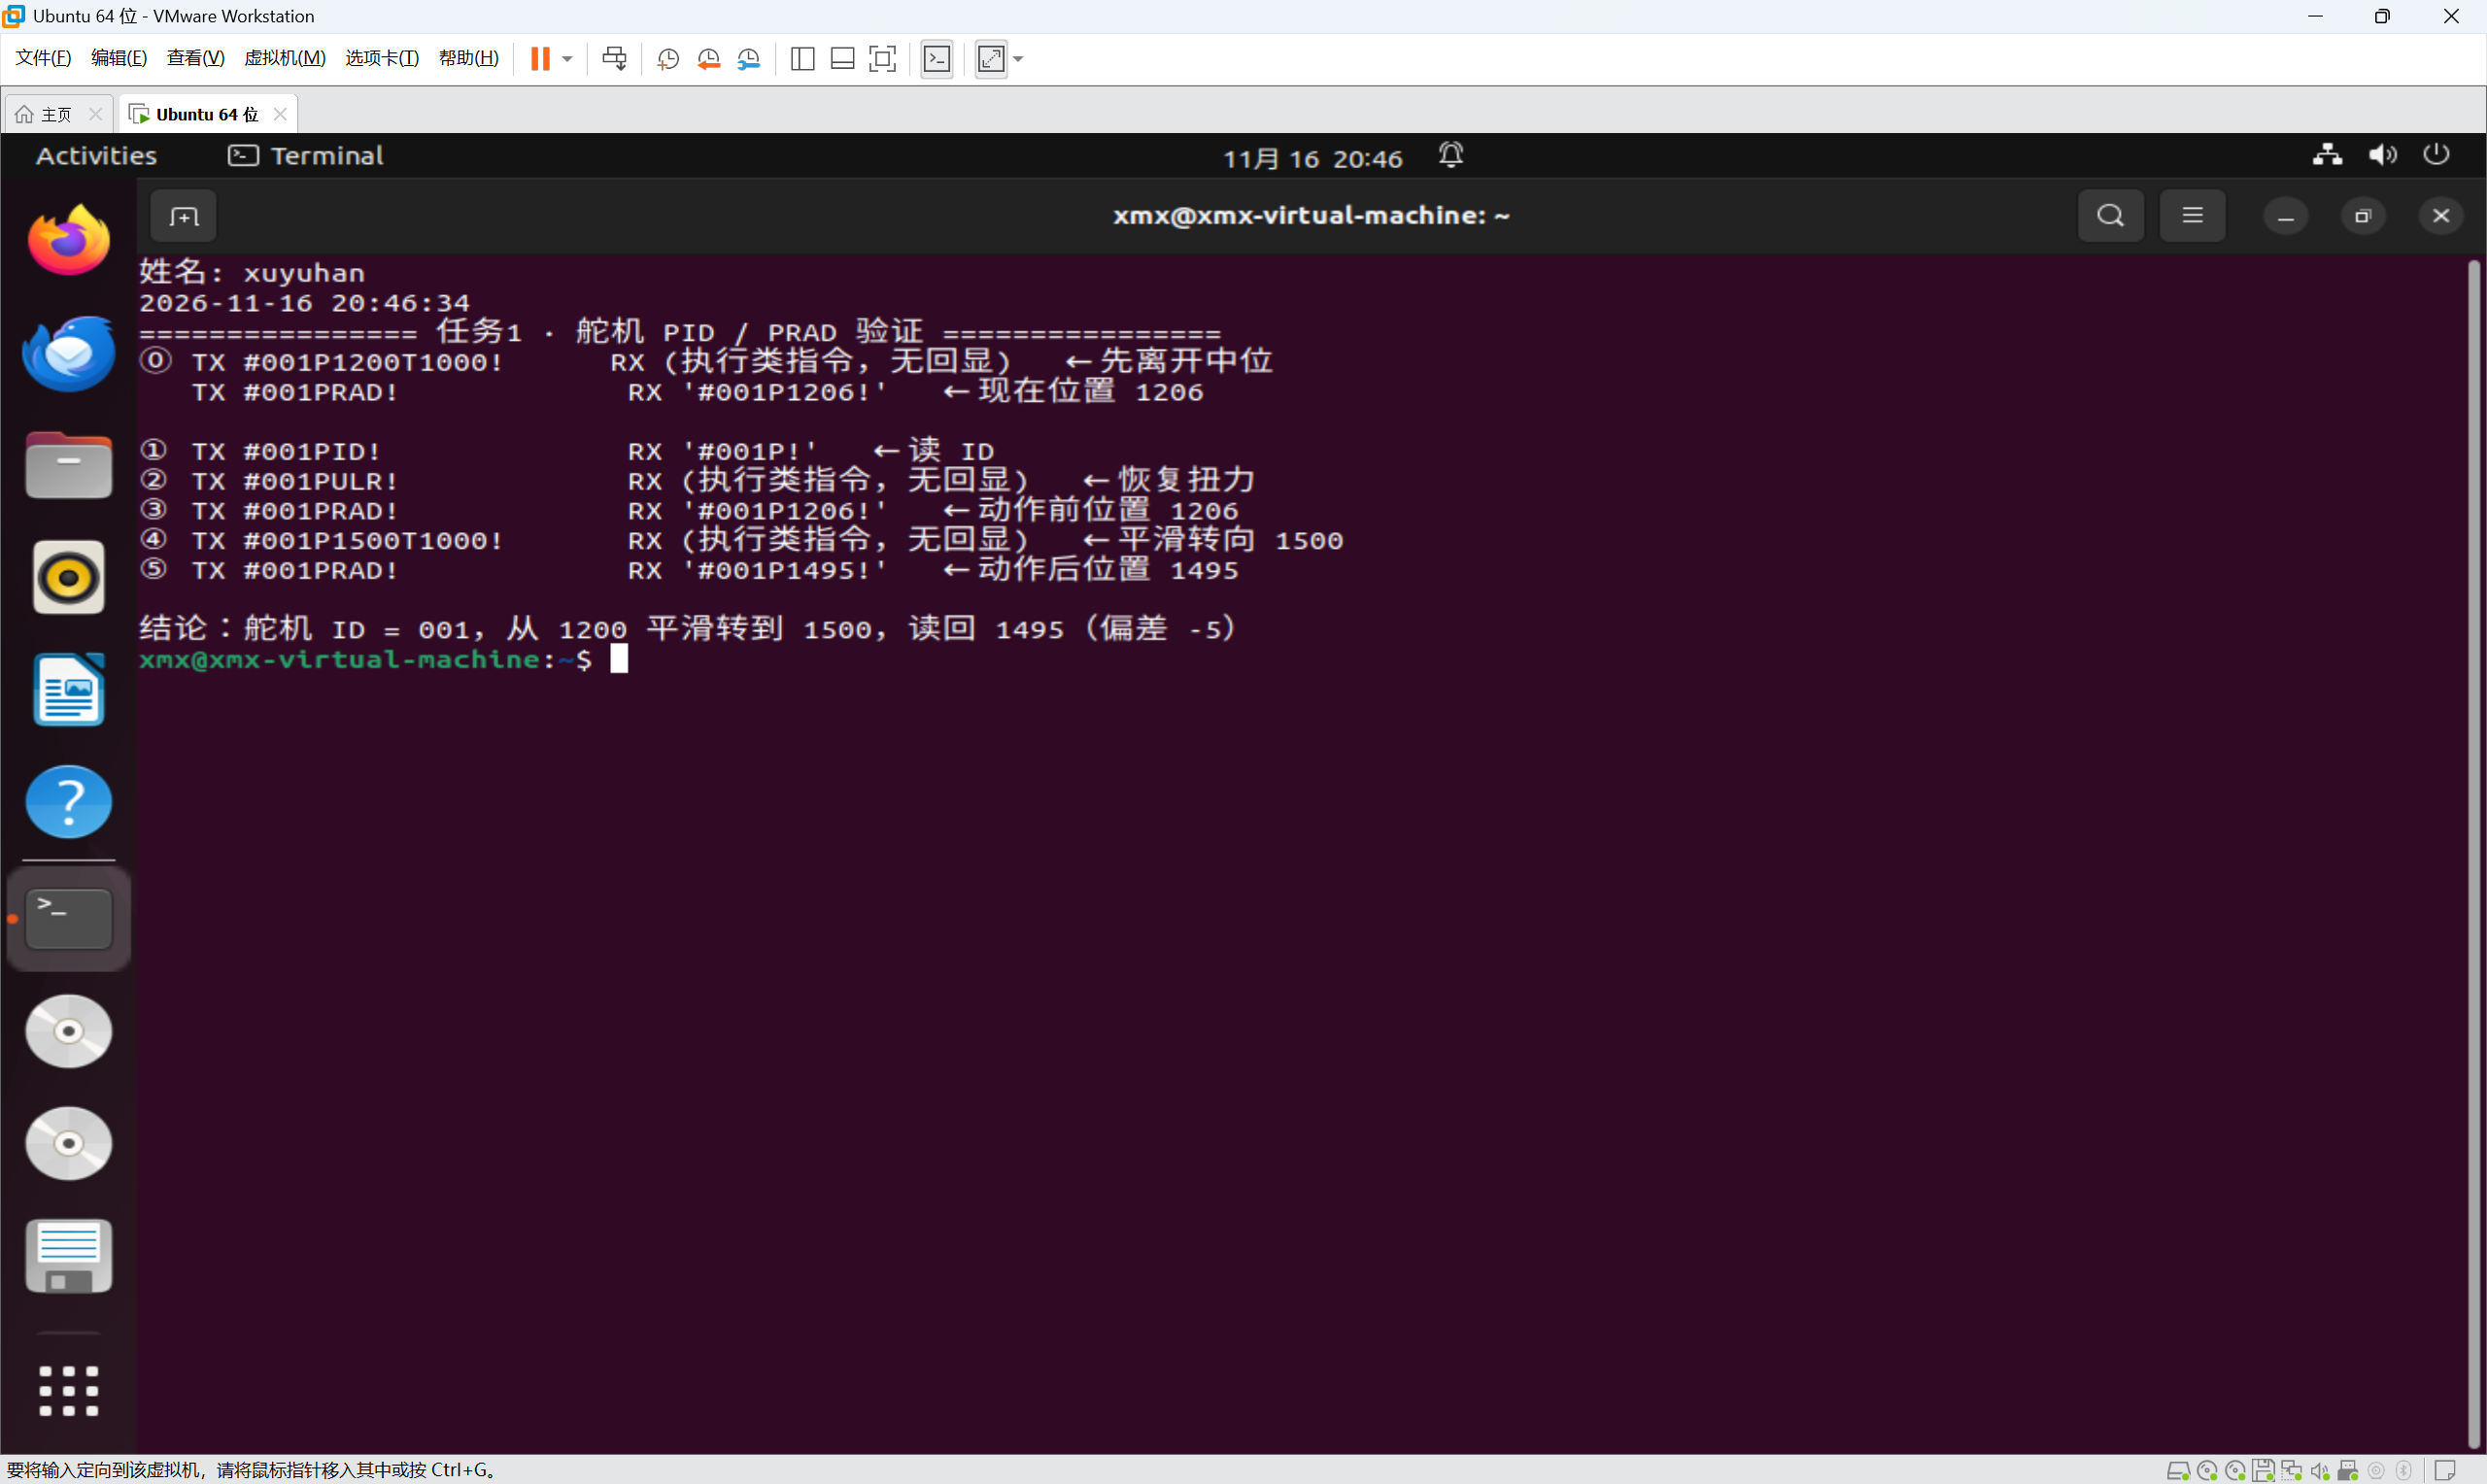 Ubuntu 64 位 - VMware Workstation
文件(F) 编辑(E) 查看(V) 虚拟机(M) 选项卡(T) 帮助(H)
主页 Ubuntu 64 位
Activities Terminal 11月 16 20:46
xmx@xmx-virtual-machine: ~
姓名: xuyuhan
2026-11-16 20:46:34
================ 任务1 · 舵机 PID / PRAD 验证 ================
⓪ TX #001P1200T1000! RX (执行类指令，无回显) ←先离开中位
TX #001PRAD! RX '#001P1206!' ←现在位置 1206
① TX #001PID! RX '#001P!' ←读 ID
② TX #001PULR! RX (执行类指令，无回显) ←恢复扭力
③ TX #001PRAD! RX '#001P1206!' ←动作前位置 1206
④ TX #001P1500T1000! RX (执行类指令，无回显) ←平滑转向 1500
⑤ TX #001PRAD! RX '#001P1495!' ←动作后位置 1495
结论：舵机 ID = 001，从 1200 平滑转到 1500，读回 1495（偏差 -5）
xmx@xmx-virtual-machine:~$
要将输入定向到该虚拟机，请将鼠标指针移入其中或按 Ctrl+G。